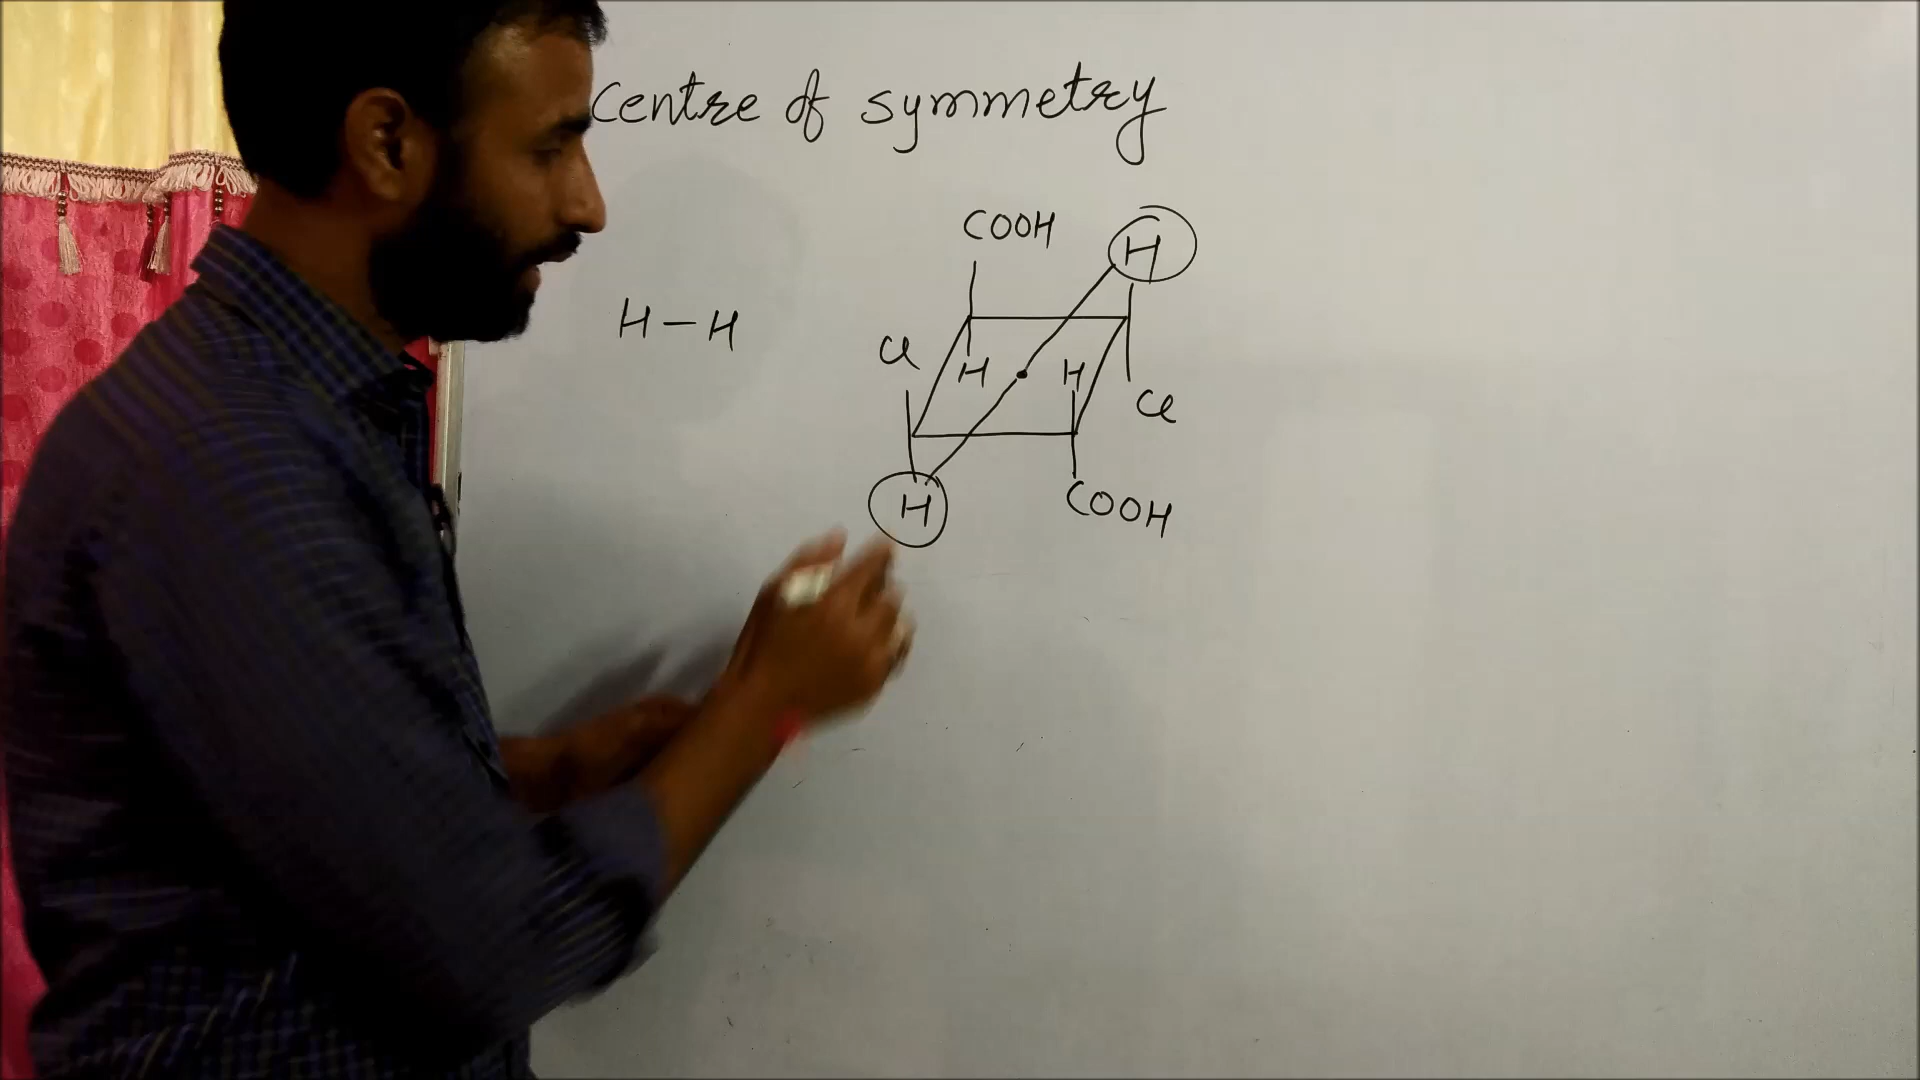 Centre of symmetry
COOH H
H-H
Cl H H Cl
H COOH